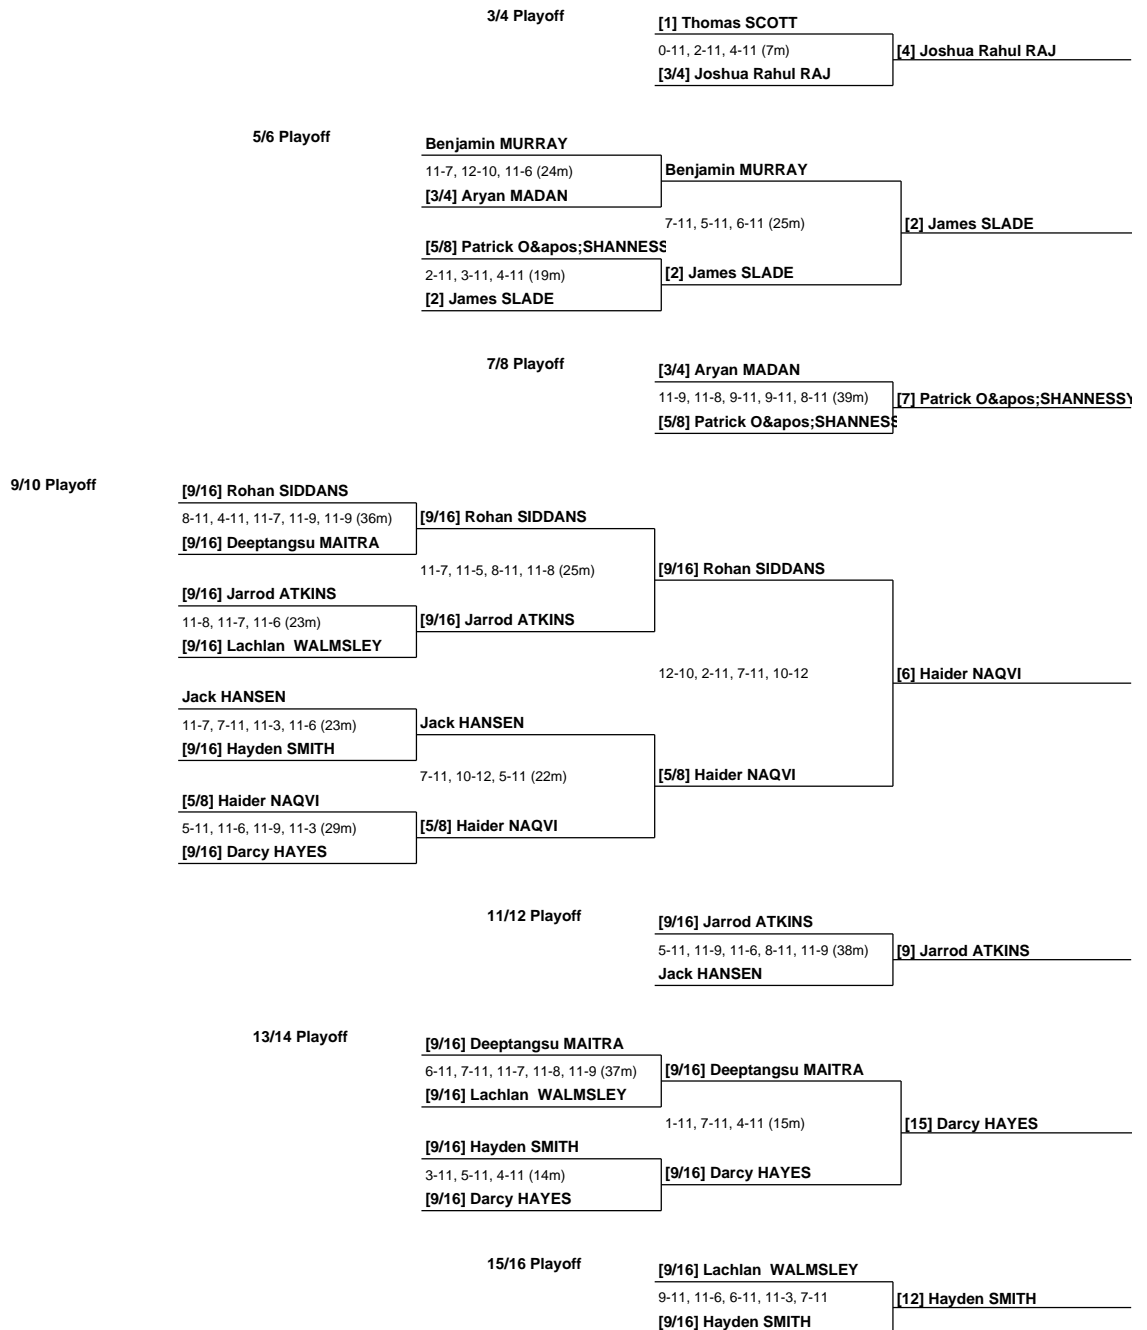 3/4 Playoff
[1] Thomas SCOTT
0-11, 2-11, 4-11 (7m)
[4] Joshua Rahul RAJ
[3/4] Joshua Rahul RAJ
5/6 Playoff
Benjamin MURRAY
11-7, 12-10, 11-6 (24m)
Benjamin MURRAY
[3/4] Aryan MADAN
7-11, 5-11, 6-11 (25m)
[2] James SLADE
[5/8] Patrick O&apos;SHANNESS
2-11, 3-11, 4-11 (19m)
[2] James SLADE
[2] James SLADE
7/8 Playoff
[3/4] Aryan MADAN
11-9, 11-8, 9-11, 9-11, 8-11 (39m)
[7] Patrick O&apos;SHANNESSY
[5/8] Patrick O&apos;SHANNESS
9/10 Playoff
[9/16] Rohan SIDDANS
8-11, 4-11, 11-7, 11-9, 11-9 (36m)
[9/16] Rohan SIDDANS
[9/16] Deeptangsu MAITRA
11-7, 11-5, 8-11, 11-8 (25m)
[9/16] Rohan SIDDANS
[9/16] Jarrod ATKINS
11-8, 11-7, 11-6 (23m)
[9/16] Jarrod ATKINS
[9/16] Lachlan  WALMSLEY
12-10, 2-11, 7-11, 10-12
[6] Haider NAQVI
Jack HANSEN
11-7, 7-11, 11-3, 11-6 (23m)
Jack HANSEN
[9/16] Hayden SMITH
7-11, 10-12, 5-11 (22m)
[5/8] Haider NAQVI
[5/8] Haider NAQVI
5-11, 11-6, 11-9, 11-3 (29m)
[5/8] Haider NAQVI
[9/16] Darcy HAYES
11/12 Playoff
[9/16] Jarrod ATKINS
5-11, 11-9, 11-6, 8-11, 11-9 (38m)
[9] Jarrod ATKINS
Jack HANSEN
13/14 Playoff
[9/16] Deeptangsu MAITRA
6-11, 7-11, 11-7, 11-8, 11-9 (37m)
[9/16] Deeptangsu MAITRA
[9/16] Lachlan  WALMSLEY
1-11, 7-11, 4-11 (15m)
[15] Darcy HAYES
[9/16] Hayden SMITH
3-11, 5-11, 4-11 (14m)
[9/16] Darcy HAYES
[9/16] Darcy HAYES
15/16 Playoff
[9/16] Lachlan  WALMSLEY
9-11, 11-6, 6-11, 11-3, 7-11
[12] Hayden SMITH
[9/16] Hayden SMITH